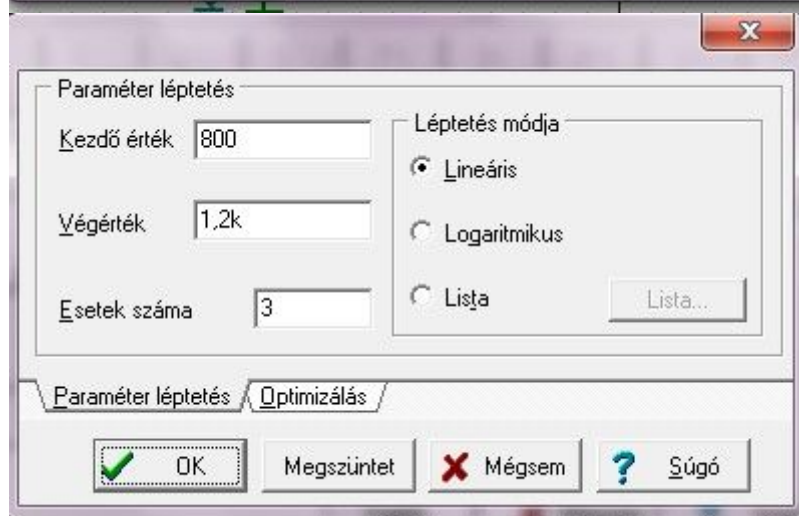 Paraméter léptetés
Kezdő érték 800
Végérték 1,2k
Esetek száma 3
Léptetés módja
Lineáris
Logaritmikus
Lista Lista...
Paraméter léptetés Optimizálás
OK Megszüntet Mégsem Súgó